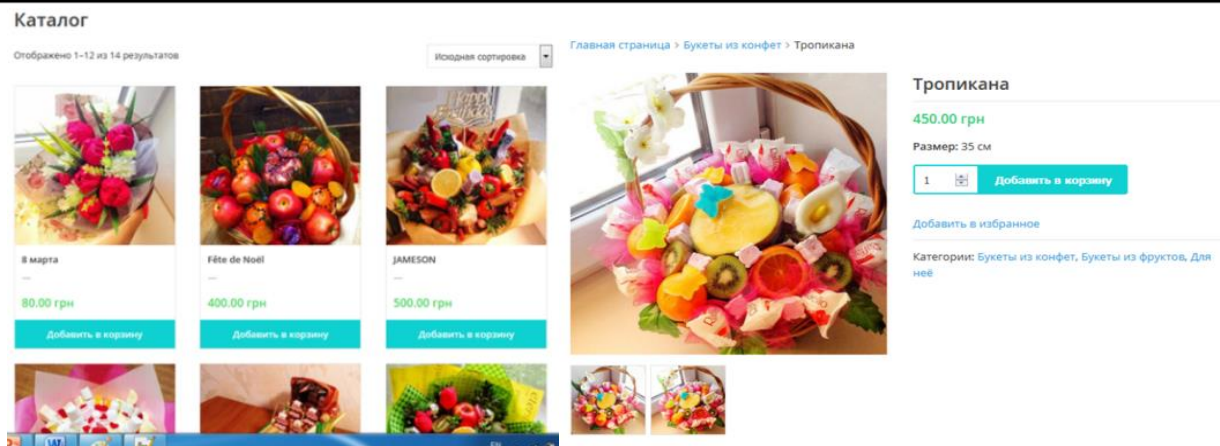 Каталог
Отображено 1–12 из 14 результатов
Исходная сортировка
8 марта
80.00 грн
Добавить в корзину
Fête de Noël
400.00 грн
Добавить в корзину
JAMESON
500.00 грн
Добавить в корзину
Главная страница > Букеты из конфет > Тропикана
Тропикана
450.00 грн
Размер: 35 см
1
Добавить в корзину
Добавить в избранное
Категории: Букеты из конфет, Букеты из фруктов, Для
неё